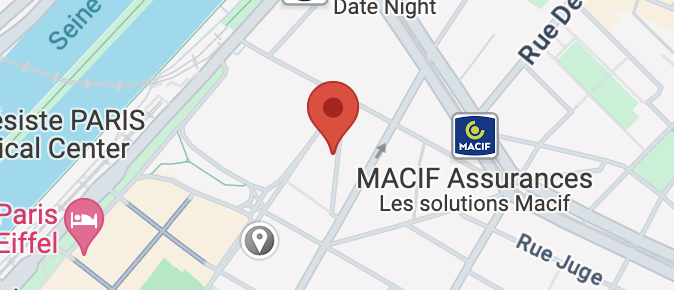 Date Night
Seine
Rue De
MACIF
esiste PARIS
ical Center
MACIF Assurances
Les solutions Macif
Paris
Eiffel
Rue Juge